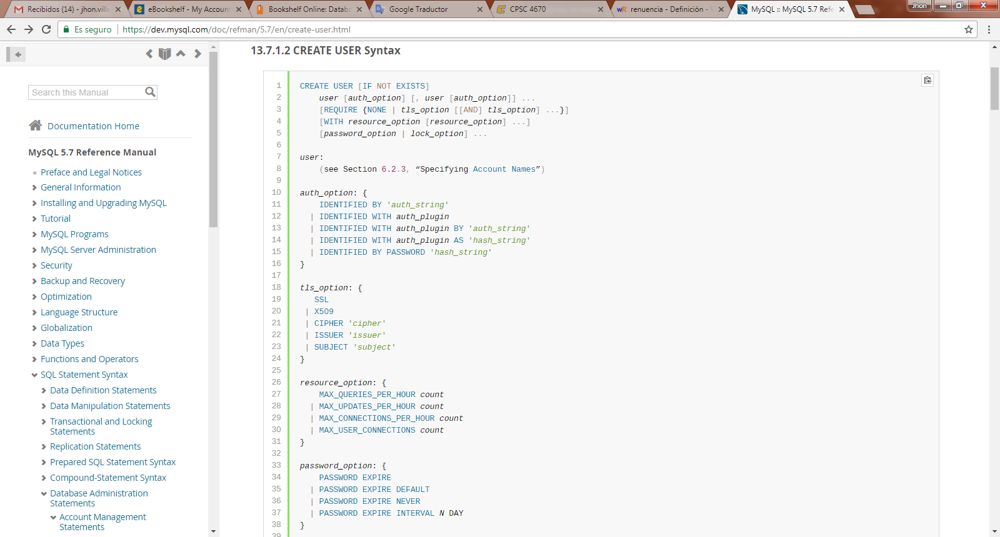 Recibidos (14) - jhon.villa
eBookshelf - My Account
Bookshelf Online: Databa
Google Traductor
CPSC 4670
wR renuencia - Definición - W
MySQL :: MySQL 5.7 Refe
Jhon
Es seguro | https://dev.mysql.com/doc/refman/5.7/en/create-user.html
Search this Manual
Documentation Home
MySQL 5.7 Reference Manual
Preface and Legal Notices
General Information
Installing and Upgrading MySQL
Tutorial
MySQL Programs
MySQL Server Administration
Security
Backup and Recovery
Optimization
Language Structure
Globalization
Data Types
Functions and Operators
SQL Statement Syntax
Data Definition Statements
Data Manipulation Statements
Transactional and Locking
Statements
Replication Statements
Prepared SQL Statement Syntax
Compound-Statement Syntax
Database Administration
Statements
Account Management
Statements
13.7.1.2 CREATE USER Syntax
1 CREATE USER [IF NOT EXISTS]
2 user [auth_option] [, user [auth_option]] ...
3 [REQUIRE {NONE | tls_option [[AND] tls_option] ...}]
4 [WITH resource_option [resource_option] ...]
5 [password_option | lock_option] ...
6
7 user:
8 (see Section 6.2.3, “Specifying Account Names”)
9
10 auth_option: {
11 IDENTIFIED BY 'auth_string'
12 | IDENTIFIED WITH auth_plugin
13 | IDENTIFIED WITH auth_plugin BY 'auth_string'
14 | IDENTIFIED WITH auth_plugin AS 'hash_string'
15 | IDENTIFIED BY PASSWORD 'hash_string'
16 }
17
18 tls_option: {
19 SSL
20 | X509
21 | CIPHER 'cipher'
22 | ISSUER 'issuer'
23 | SUBJECT 'subject'
24 }
25
26 resource_option: {
27 MAX_QUERIES_PER_HOUR count
28 | MAX_UPDATES_PER_HOUR count
29 | MAX_CONNECTIONS_PER_HOUR count
30 | MAX_USER_CONNECTIONS count
31 }
32
33 password_option: {
34 PASSWORD EXPIRE
35 | PASSWORD EXPIRE DEFAULT
36 | PASSWORD EXPIRE NEVER
37 | PASSWORD EXPIRE INTERVAL N DAY
38 }
39